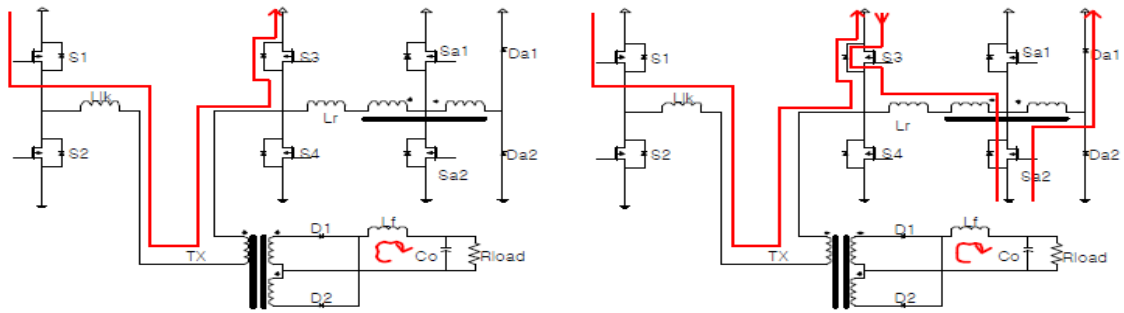 S1
S3
Sa1
Da1
Llk
Lr
S2
S4
Sa2
Da2
D1
Lf
TX
Co
Rload
D2
S1
S3
Sa1
Da1
Llk
Lr
S2
S4
Sa2
Da2
D1
Lf
TX
Co
Rload
D2